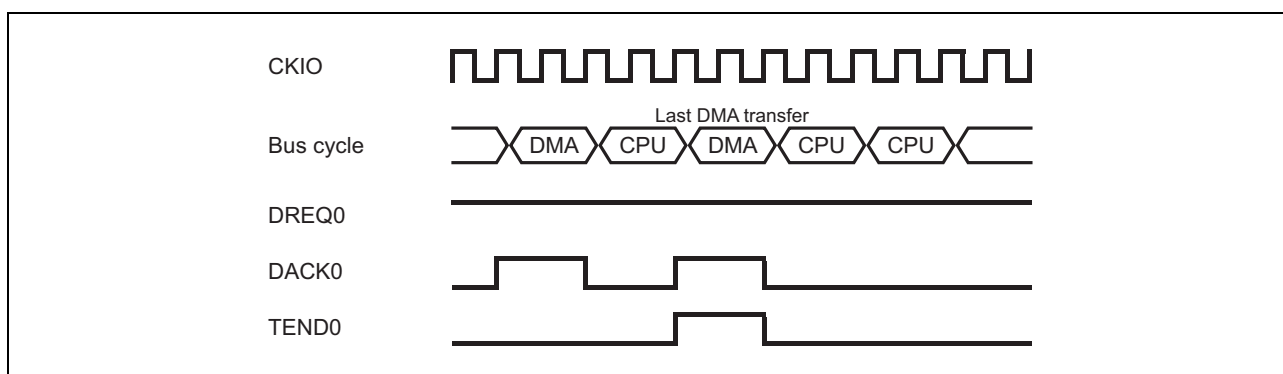 CKIO
Last DMA transfer
Bus cycle DMA CPU DMA CPU CPU
DREQ0
DACK0
TEND0